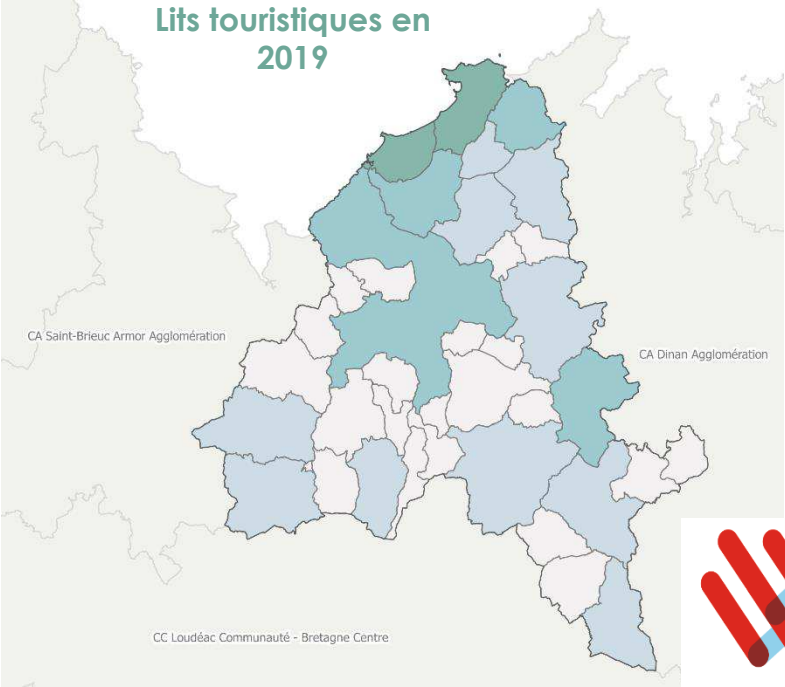 Lits touristiques en
2019
CA Saint-Brieuc Armor Agglomération
CA Dinan Agglomération
CC Loudéac Communauté - Bretagne Centre